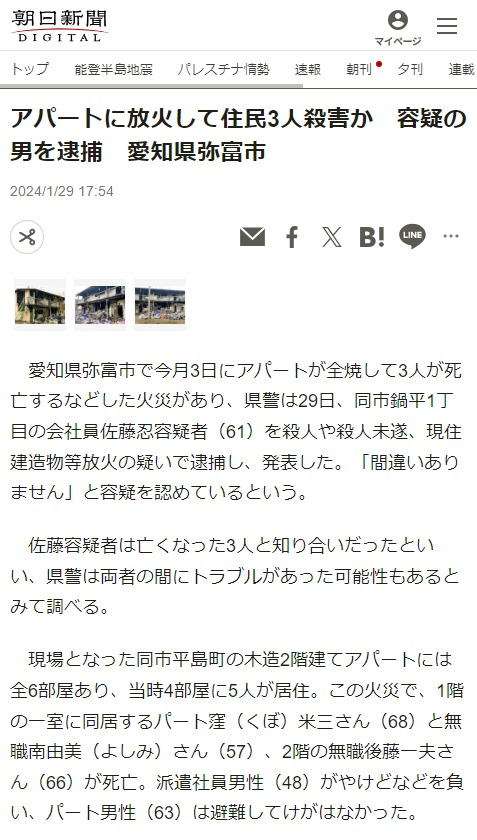 朝日新聞
DIGITAL
マイページ
トップ 能登半島地震 パレスチナ情勢 速報 朝刊 夕刊 連載
アパートに放火して住民3人殺害か　容疑の
男を逮捕　愛知県弥富市
2024/1/29 17:54
B! LINE
愛知県弥富市で今月3日にアパートが全焼して3人が死
亡するなどした火災があり、県警は29日、同市鍋平1丁
目の会社員佐藤忍容疑者（61）を殺人や殺人未遂、現住
建造物等放火の疑いで逮捕し、発表した。「間違いあり
ません」と容疑を認めているという。
佐藤容疑者は亡くなった3人と知り合いだったとい
い、県警は両者の間にトラブルがあった可能性もあると
みて調べる。
現場となった同市平島町の木造2階建てアパートには
全6部屋あり、当時4部屋に5人が居住。この火災で、1階
の一室に同居するパート窪（くぼ）米三さん（68）と無
職南由美（よしみ）さん（57）、2階の無職後藤一夫さ
ん（66）が死亡。派遣社員男性（48）がやけどなどを負
い、パート男性（63）は避難してけがはなかった。